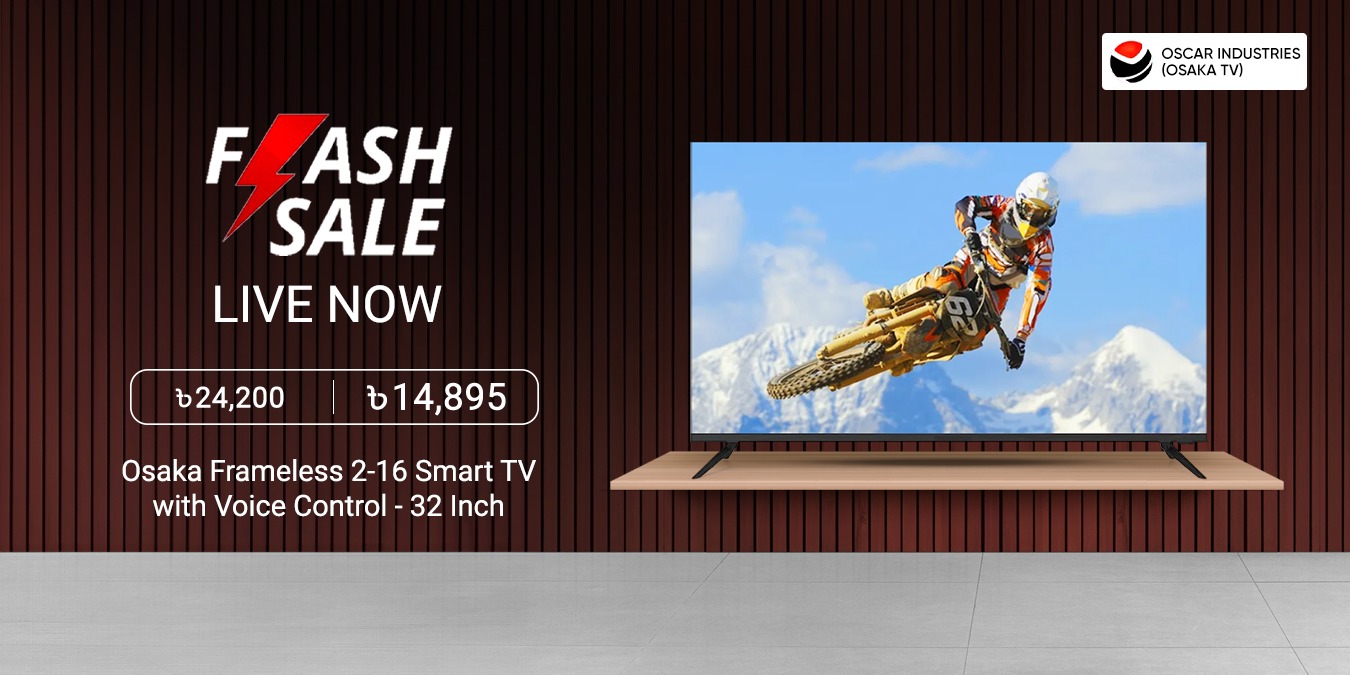 OSCAR INDUSTRIES
(OSAKA TV)
FLASH
SALE
LIVE NOW
৳24,200 | ৳14,895
Osaka Frameless 2-16 Smart TV
with Voice Control - 32 Inch
62